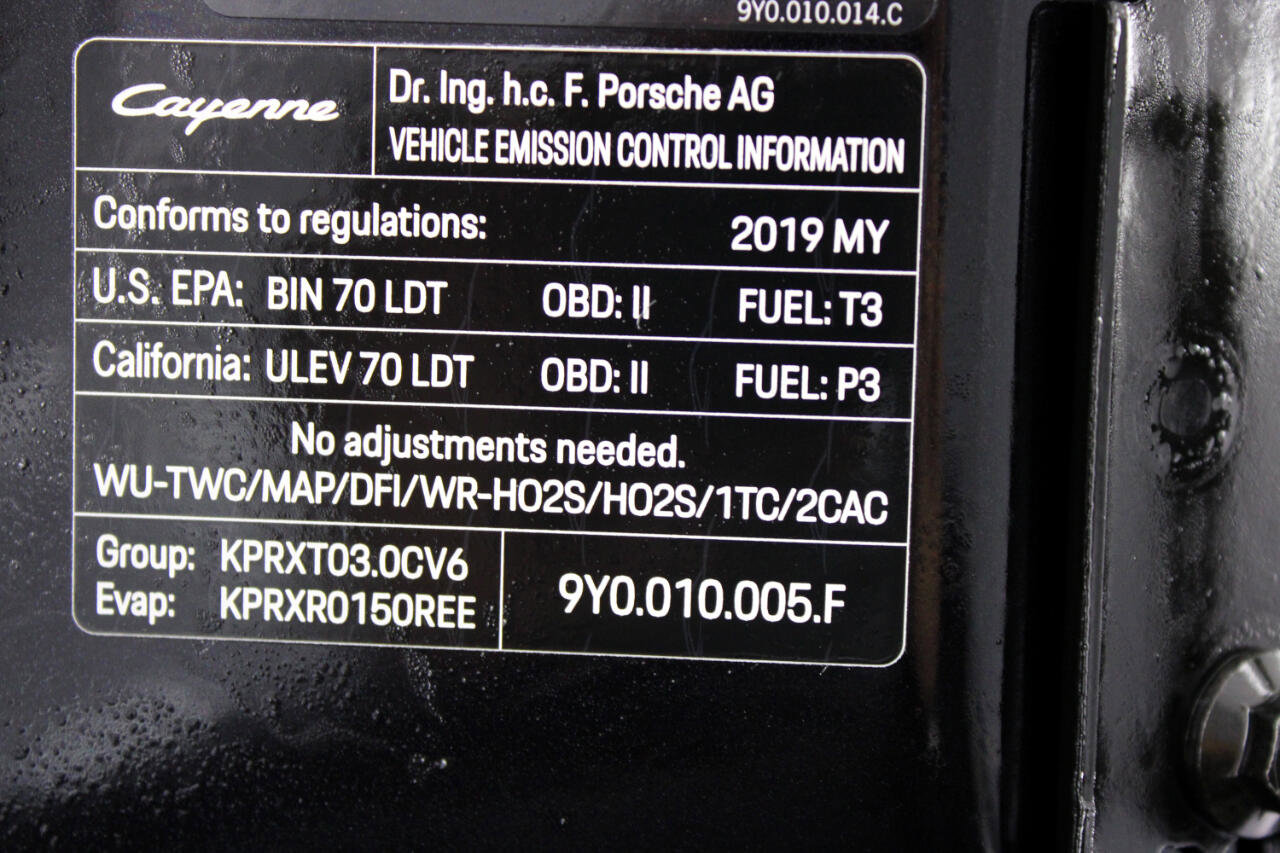 9Y0.010.014.C
Cayenne
Dr. Ing. h.c. F. Porsche AG
VEHICLE EMISSION CONTROL INFORMATION
Conforms to regulations: 2019 MY
U.S. EPA: BIN 70 LDT OBD: II FUEL: T3
California: ULEV 70 LDT OBD: II FUEL: P3
No adjustments needed.
WU-TWC/MAP/DFI/WR-HO2S/HO2S/1TC/2CAC
Group: KPRXT03.0CV6
Evap: KPRXR0150REE
9Y0.010.005.F